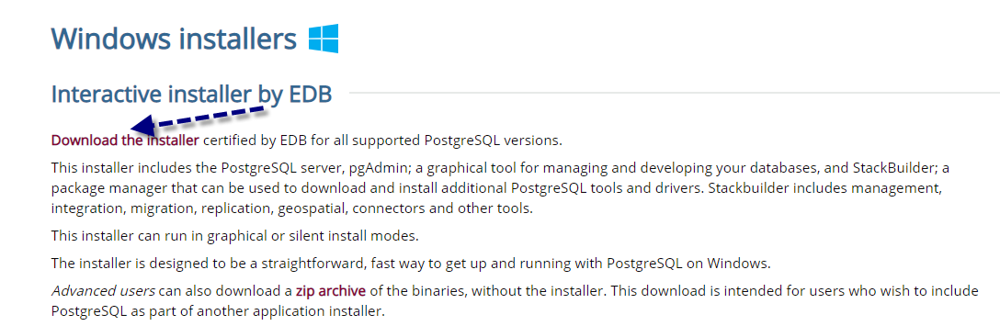 Windows installers
Interactive installer by EDB
Download the installer certified by EDB for all supported PostgreSQL versions.
This installer includes the PostgreSQL server, pgAdmin; a graphical tool for managing and developing your databases, and StackBuilder; a
package manager that can be used to download and install additional PostgreSQL tools and drivers. Stackbuilder includes management,
integration, migration, replication, geospatial, connectors and other tools.
This installer can run in graphical or silent install modes.
The installer is designed to be a straightforward, fast way to get up and running with PostgreSQL on Windows.
Advanced users can also download a zip archive of the binaries, without the installer. This download is intended for users who wish to include
PostgreSQL as part of another application installer.